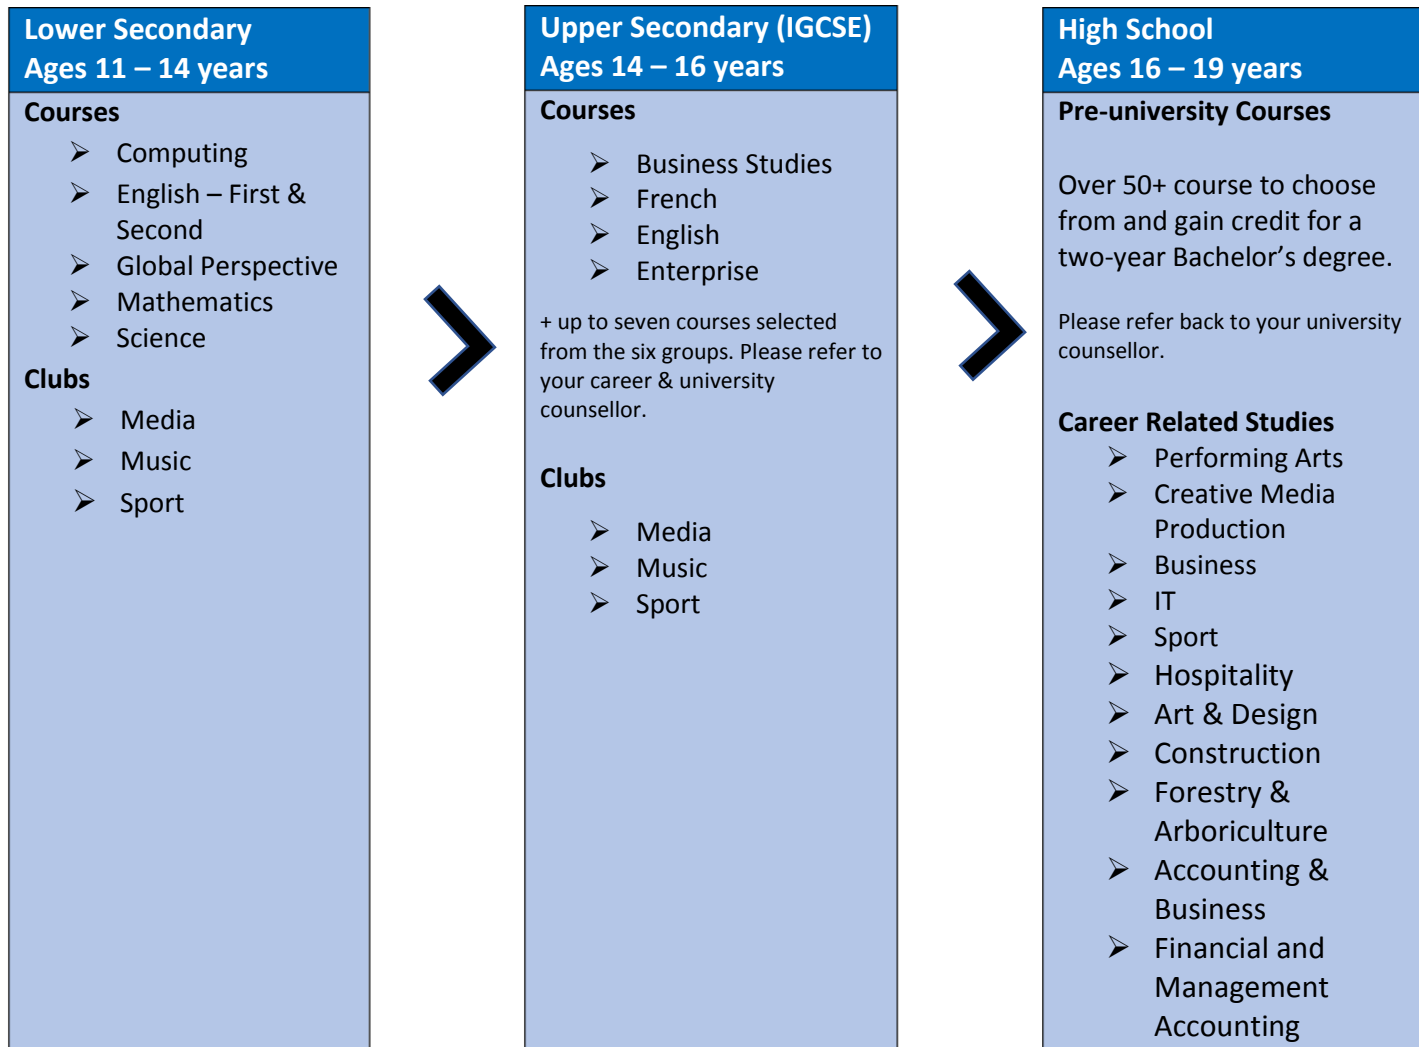 Lower Secondary
Ages 11 – 14 years
Courses
➢ Computing
➢ English – First &
Second
➢ Global Perspective
➢ Mathematics
➢ Science
Clubs
➢ Media
➢ Music
➢ Sport
Upper Secondary (IGCSE)
Ages 14 – 16 years
Courses
➢ Business Studies
➢ French
➢ English
➢ Enterprise
+ up to seven courses selected
from the six groups. Please refer to
your career & university
counsellor.
Clubs
➢ Media
➢ Music
➢ Sport
High School
Ages 16 – 19 years
Pre-university Courses
Over 50+ course to choose
from and gain credit for a
two-year Bachelor’s degree.
Please refer back to your university
counsellor.
Career Related Studies
➢ Performing Arts
➢ Creative Media
Production
➢ Business
➢ IT
➢ Sport
➢ Hospitality
➢ Art & Design
➢ Construction
➢ Forestry &
Arboriculture
➢ Accounting &
Business
➢ Financial and
Management
Accounting